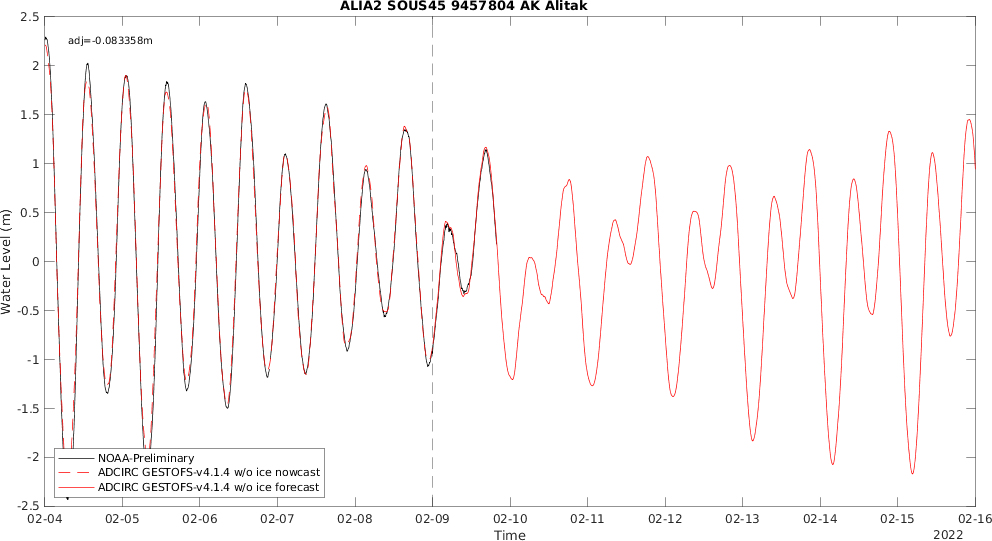 ALIA2 SOUS45 9457804 AK Alitak
adj=-0.083358m
Water Level (m)
2.5
2
1.5
1
0.5
0
-0.5
-1
-1.5
-2
-2.5
NOAA-Preliminary
ADCIRC GESTOFS-v4.1.4 w/o ice nowcast
ADCIRC GESTOFS-v4.1.4 w/o ice forecast
02-04 02-05 02-06 02-07 02-08 02-09 02-10 02-11 02-12 02-13 02-14 02-15 02-16
Time
2022